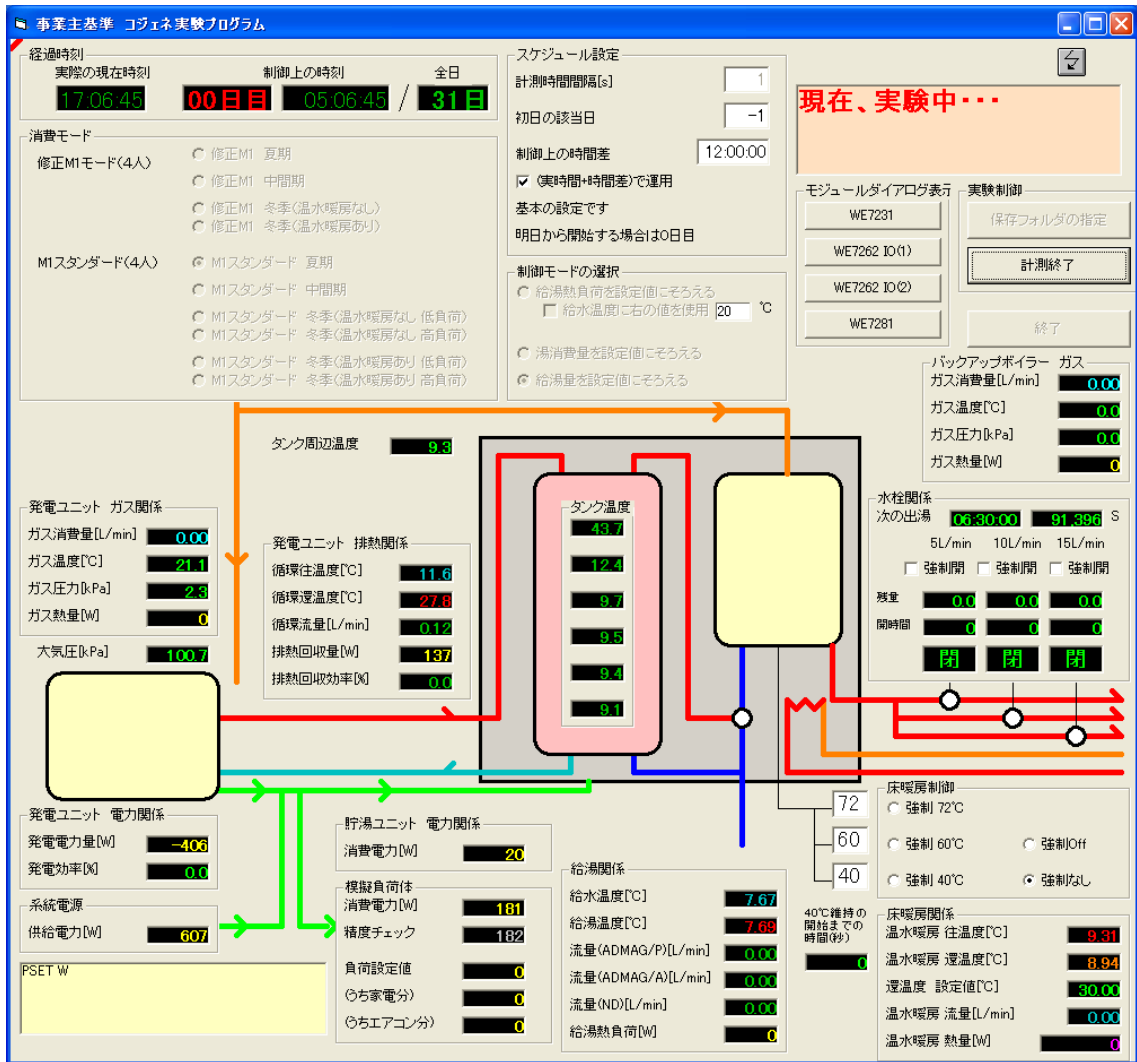 事業主基準 コジェネ実験プログラム
経過時刻
実際の現在時刻 制御上の時刻 全日
17:06:45 00日目 05:06:45 / 31日
消費モード
修正M1モード(4人)
修正M1 夏期
修正M1 中間期
修正M1 冬季(温水暖房なし)
修正M1 冬季(温水暖房あり)
M1スタンダード(4人)
M1スタンダード 夏期
M1スタンダード 中間期
M1スタンダード 冬季(温水暖房なし 低負荷)
M1スタンダード 冬季(温水暖房なし 高負荷)
M1スタンダード 冬季(温水暖房あり 低負荷)
M1スタンダード 冬季(温水暖房あり 高負荷)
スケジュール設定
計測時間間隔[s] 1
初日の該当日 -1
制御上の時間差 12:00:00
(実時間+時間差)で運用
基本の設定です
明日から開始する場合は0日目
制御モードの選択
給湯熱負荷を設定値にそろえる
給水温度に右の値を使用 20 ℃
湯消費量を設定値にそろえる
給湯量を設定値にそろえる
現在、実験中・・・
モジュールダイアログ表示
WE7231
WE7262 IO(1)
WE7262 IO(2)
WE7281
実験制御
保存フォルダの指定
計測終了
終了
バックアップボイラー ガス
ガス消費量[L/min] 0.00
ガス温度[℃] 0.0
ガス圧力[kPa] 0.0
ガス熱量[W] 0
タンク周辺温度 9.3
タンク温度
43.7
12.4
9.7
9.5
9.4
9.1
発電ユニット ガス関係
ガス消費量[L/min] 0.00
ガス温度[℃] 21.1
ガス圧力[kPa] 2.3
ガス熱量[W] 0
大気圧[kPa] 100.7
発電ユニット 排熱関係
循環往温度[℃] 11.6
循環還温度[℃] 27.8
循環流量[L/min] 0.12
排熱回収量[W] 137
排熱回収効率[%] 0.0
水栓関係
次の出湯 06:30:00 91,396 S
5L/min 10L/min 15L/min
強制開 強制開 強制開
残量 0.0 0.0 0.0
開時間 0 0 0
閉 閉 閉
発電ユニット 電力関係
発電電力量[W] -406
発電効率[%] 0.0
系統電源
供給電力[W] 607
PSET W
貯湯ユニット 電力関係
消費電力[W] 20
模擬負荷体
消費電力[W] 181
精度チェック 182
負荷設定値 0
(うち家電分) 0
(うちエアコン分) 0
給湯関係
給水温度[℃] 7.67
給湯温度[℃] 7.69
流量(ADMAG/P)[L/min] 0.00
流量(ADMAG/A)[L/min] 0.00
流量(ND)[L/min] 0.00
給湯熱負荷[W] 0
72
60
40
40℃維持の
開始までの
時間(秒)
0
床暖房制御
強制 72℃
強制 60℃ 強制Off
強制 40℃ 強制なし
床暖房関係
温水暖房 往温度[℃] 9.31
温水暖房 還温度[℃] 8.94
還温度 設定値[℃] 30.00
温水暖房 流量[L/min] 0.00
温水暖房 熱量[W] 0